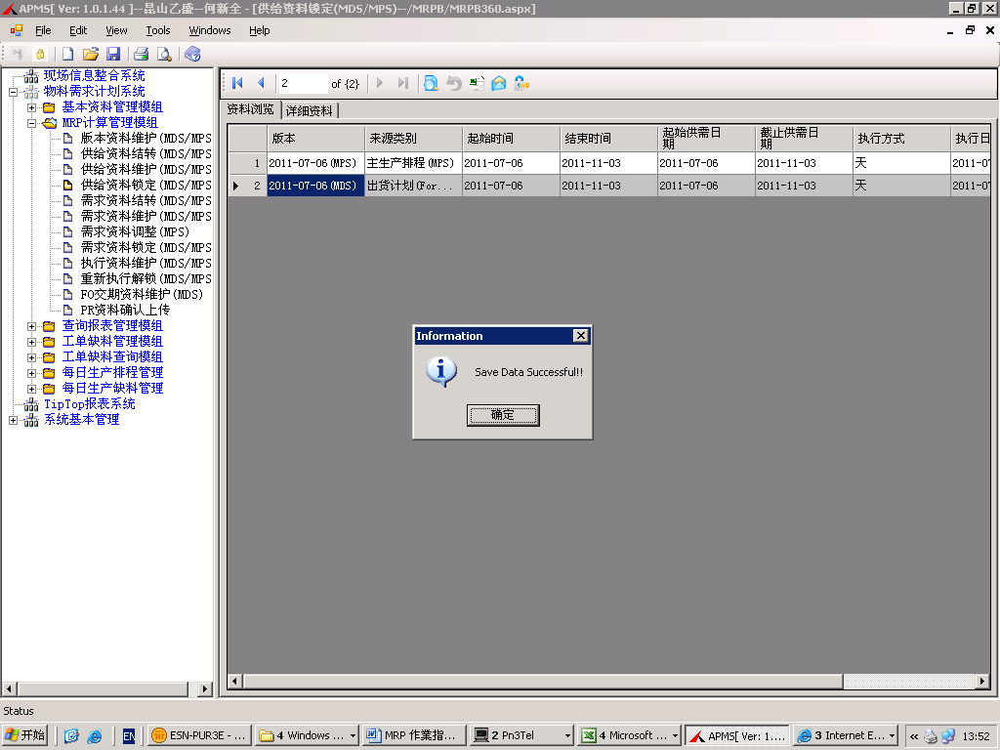 APMS[ Ver: 1.0.1.44 ]--昆山乙盛--何新全 - [供给资料锁定(MDS/MPS)--/MRPB/MRPB360.aspx]
File Edit View Tools Windows Help
2 of {2}
现场信息整合系统
物料需求计划系统
基本资料管理模组
MRP计算管理模组
版本资料维护(MDS/MPS
供给资料结转(MDS/MPS
供给资料维护(MDS/MPS
供给资料锁定(MDS/MPS
需求资料结转(MDS/MPS
需求资料维护(MDS/MPS
需求资料调整(MPS)
需求资料锁定(MDS/MPS
执行资料维护(MDS/MPS
重新执行解锁(MDS/MPS
FO交期资料维护(MDS)
PR资料确认上传
查询报表管理模组
工单缺料管理模组
工单缺料查询模组
每日生产排程管理
每日生产缺料管理
TipTop报表系统
系统基本管理
资料浏览 详细资料
版本 来源类别 起始时间 结束时间 起始供需日期 截止供需日期 执行方式 执行日
1 2011-07-06(MPS) 主生产排程(MPS) 2011-07-06 2011-11-03 2011-07-06 2011-11-03 天 2011-0
2 2011-07-06(MDS) 出货计划(For... 2011-07-06 2011-11-03 2011-07-06 2011-11-03 天 2011-0
Information
Save Data Successful!!
确定
Status
开始 EN ESN-PUR3E - ... 4 Windows ... MRP 作業指... 2 Pn3Tel 4 Microsoft ... APMS[ Ver: 1.... 3 Internet E... « 13:52